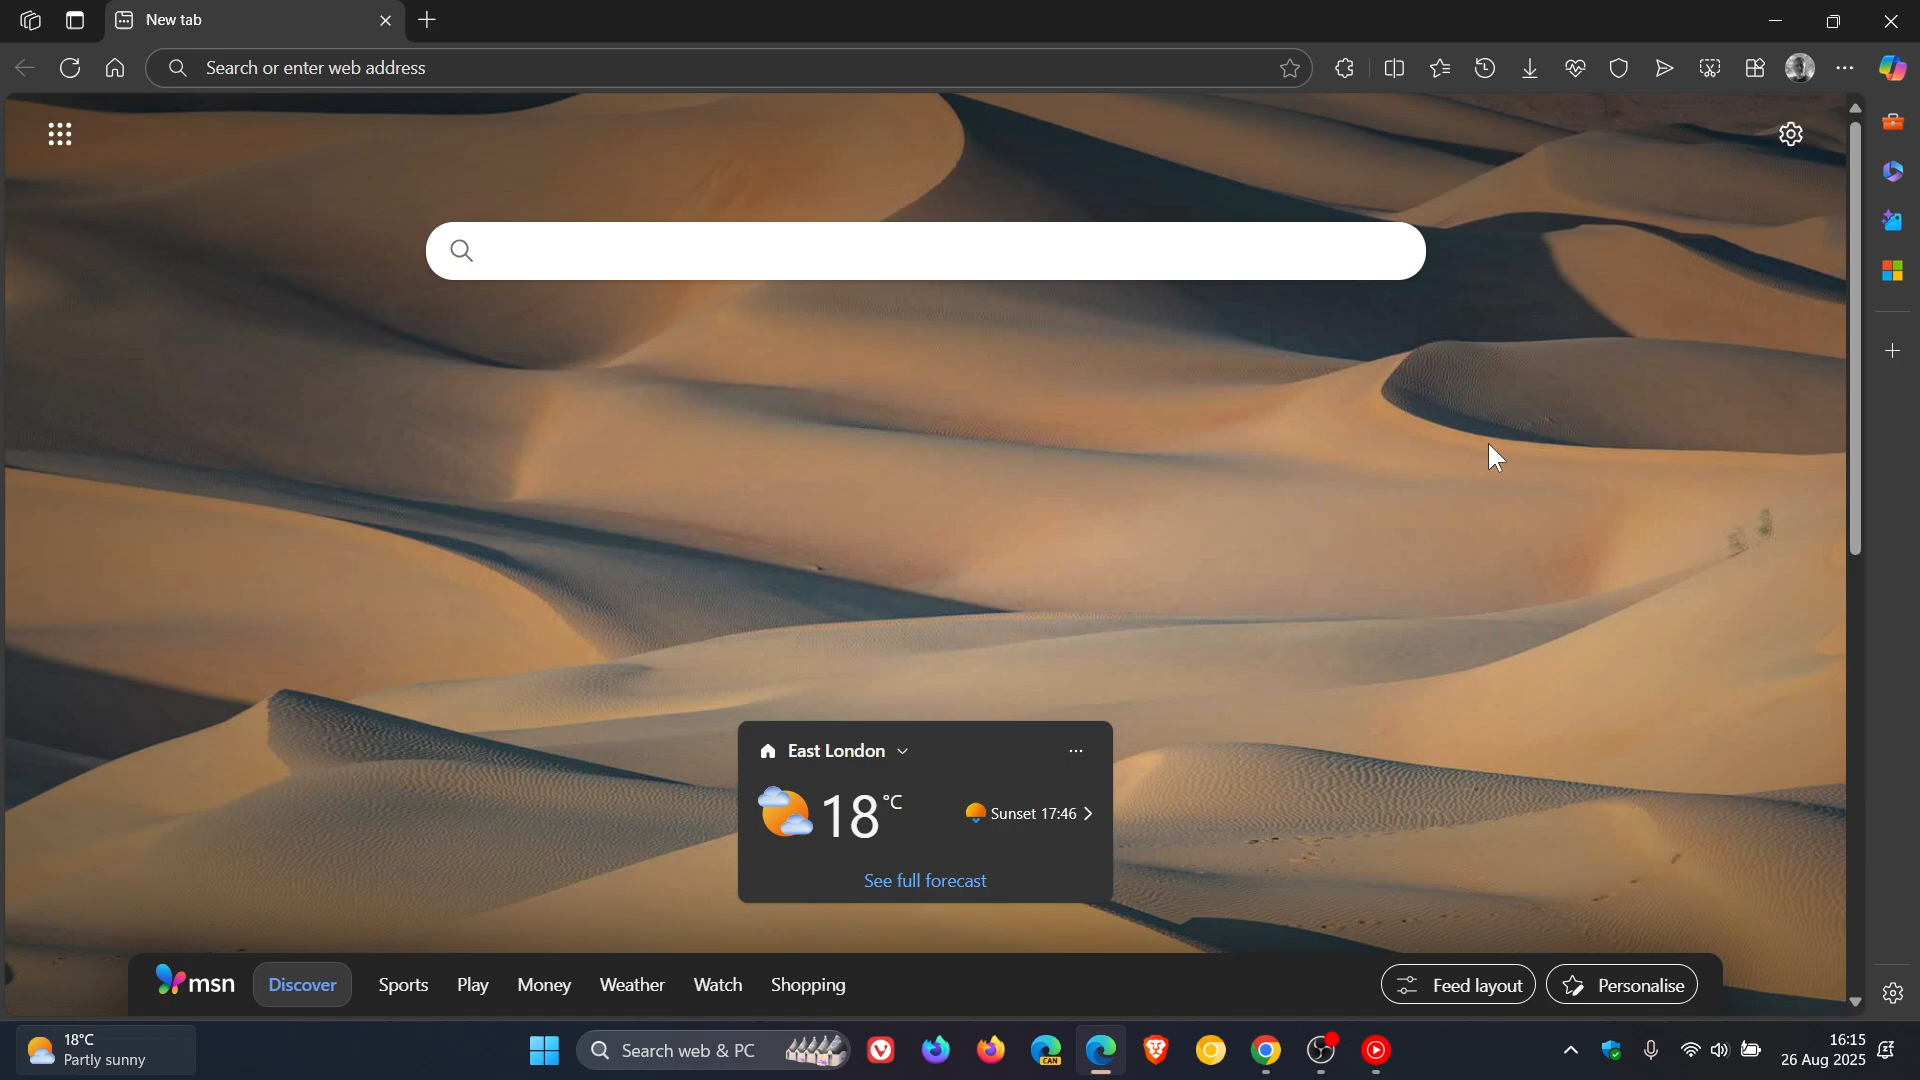 New tab
Search or enter web address
East London
18 °C
Sunset 17:46
See full forecast
msn
Discover
Sports
Play
Money
Weather
Watch
Shopping
Feed layout
Personalise
18°C
Partly sunny
Search web & PC
CAN
16:15
26 Aug 2025